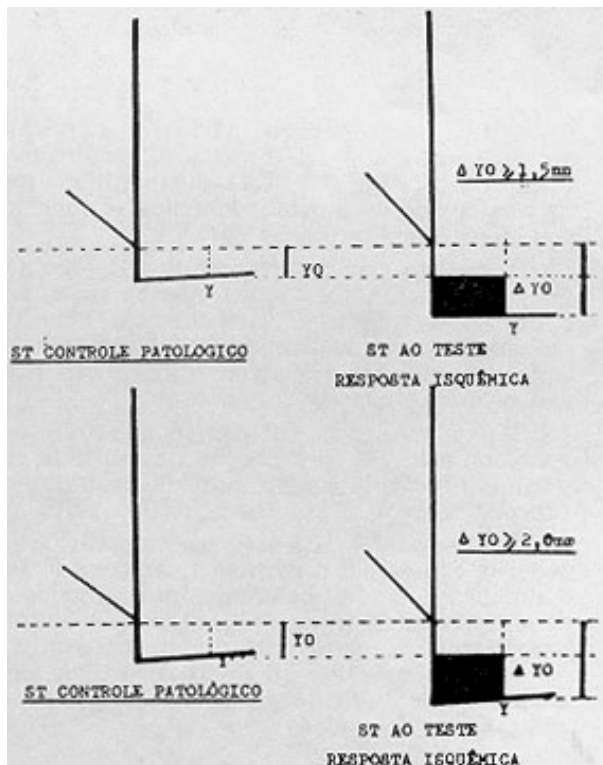 Δ YO ⩾ 1,5mm
YO
Δ YO
Y
Y
ST CONTROLE PATOLÓGICO
ST AO TESTE
RESPOSTA ISQUÊMICA
Δ YO ⩾ 2,0mm
YO
Δ YO
Y
Y
ST CONTROLE PATOLÓGICO
ST AO TESTE
RESPOSTA ISQUÊMICA